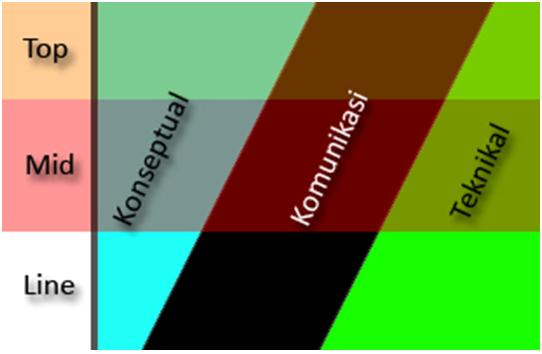 Top
Mid
Line
Konseptual
Komunikasi
Teknikal